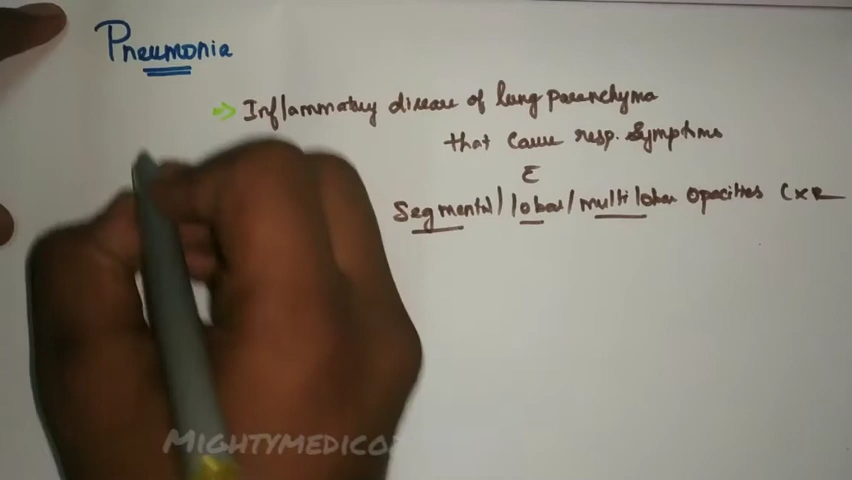 Pneumonia
Inflammatory disease of lung parenchyma
that cause resp. symptoms
c
Segmental/lobar/multilobar opacities CXR
MIGHTYMEDICO